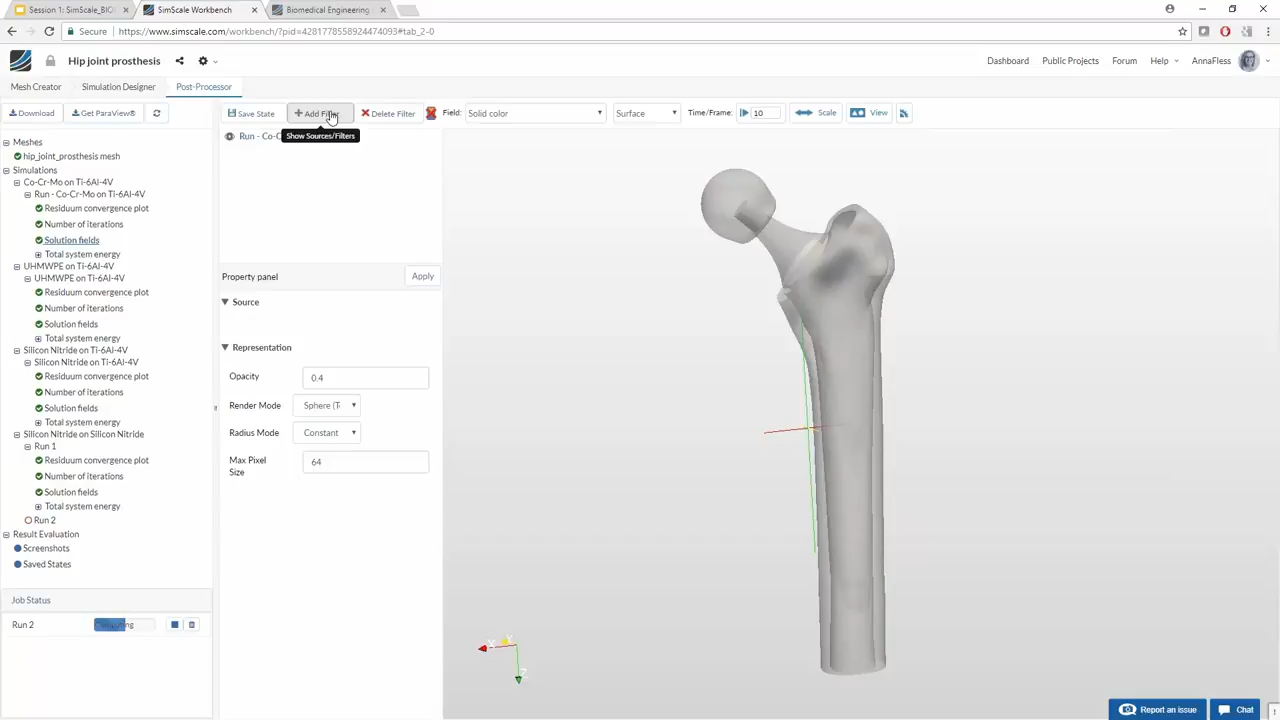 Session 1: SimScale_BIO
SimScale Workbench
Biomedical Engineering
Secure
https://www.simscale.com/workbench/?pid=4281778558924474093#tab_2-0
Hip joint prosthesis
Dashboard
Public Projects
Forum
Help
AnnaFless
Mesh Creator
Simulation Designer
Post-Processor
Download
Get ParaView®
Save State
Add Filter
Delete Filter
Field:
Solid color
Surface
Time/Frame:
10
Scale
View
Run - Co-C
Show Sources/Filters
Meshes
hip_joint_prosthesis mesh
Simulations
Co-Cr-Mo on Ti-6Al-4V
Run - Co-Cr-Mo on Ti-6Al-4V
Residuum convergence plot
Number of iterations
Solution fields
Total system energy
UHMWPE on Ti-6Al-4V
UHMWPE on Ti-6Al-4V
Residuum convergence plot
Number of iterations
Solution fields
Total system energy
Silicon Nitride on Ti-6Al-4V
Silicon Nitride on Ti-6Al-4V
Residuum convergence plot
Number of iterations
Solution fields
Total system energy
Silicon Nitride on Silicon Nitride
Run 1
Residuum convergence plot
Number of iterations
Solution fields
Total system energy
Run 2
Result Evaluation
Screenshots
Saved States
Job Status
Run 2
Computing
Property panel
Apply
Source
Representation
Opacity
0.4
Render Mode
Sphere (T
Radius Mode
Constant
Max Pixel
Size
64
X
Y
Z
Report an issue
Chat